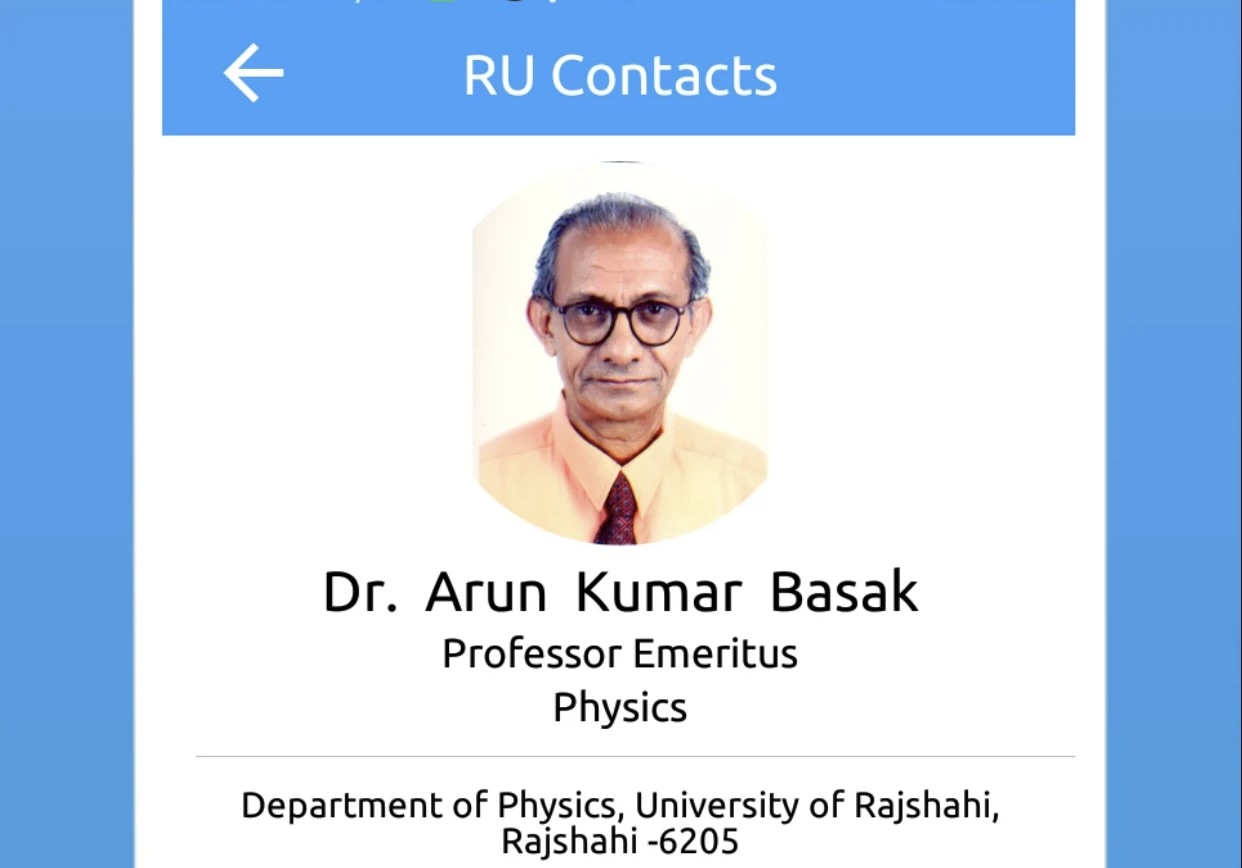 RU Contacts
Dr. Arun Kumar Basak
Professor Emeritus
Physics
Department of Physics, University of Rajshahi,
Rajshahi -6205